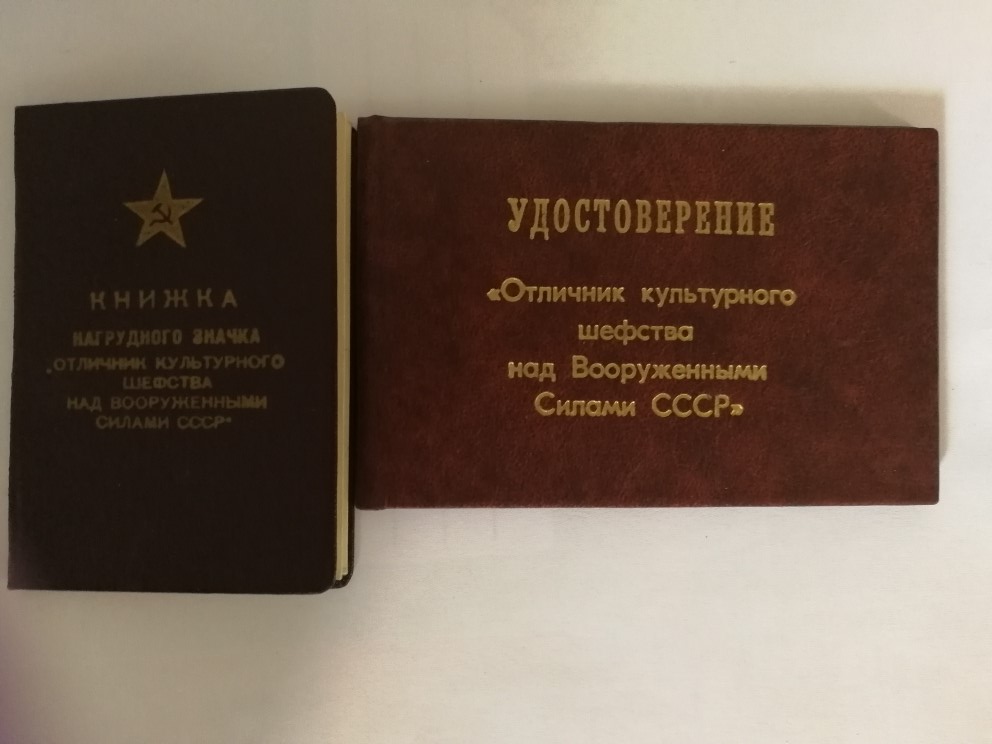 КНИЖКА
НАГРУДНОГО ЗНАЧКА
„ОТЛИЧНИК КУЛЬТУРНОГО
ШЕФСТВА
НАД ВООРУЖЕННЫМИ
СИЛАМИ СССР“
УДОСТОВЕРЕНИЕ
«Отличник культурного
шефства
над Вооруженными
Силами СССР»